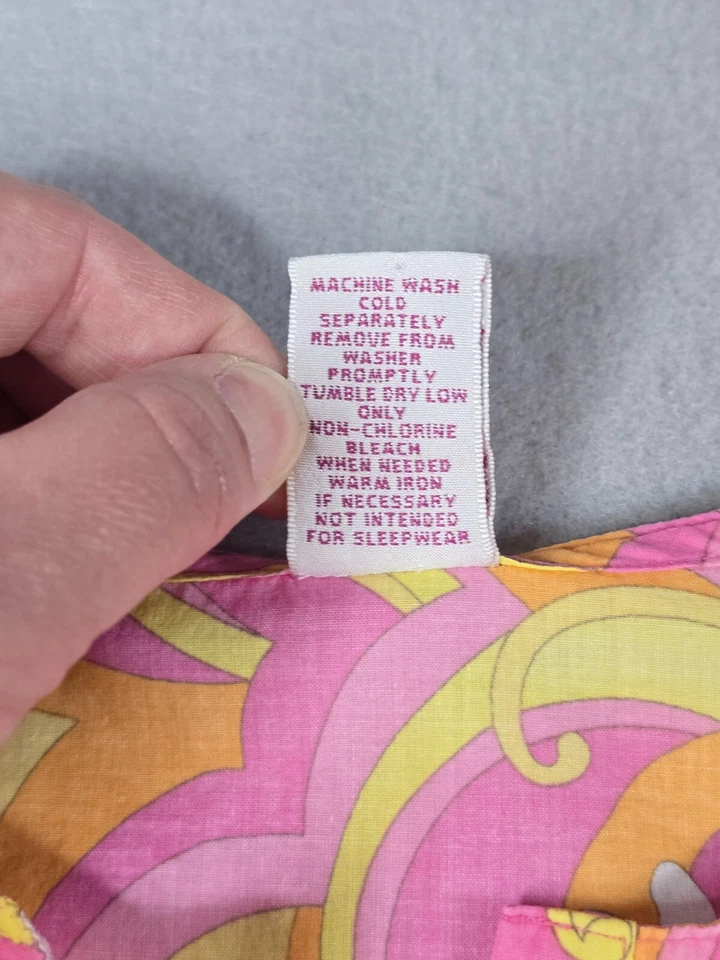 MACHINE WASH
COLD
SEPARATELY
REMOVE FROM
WASHER
PROMPTLY
TUMBLE DRY LOW
ONLY
NON-CHLORINE
BLEACH
WHEN NEEDED
WARM IRON
IF NECESSARY
NOT INTENDED
FOR SLEEPWEAR